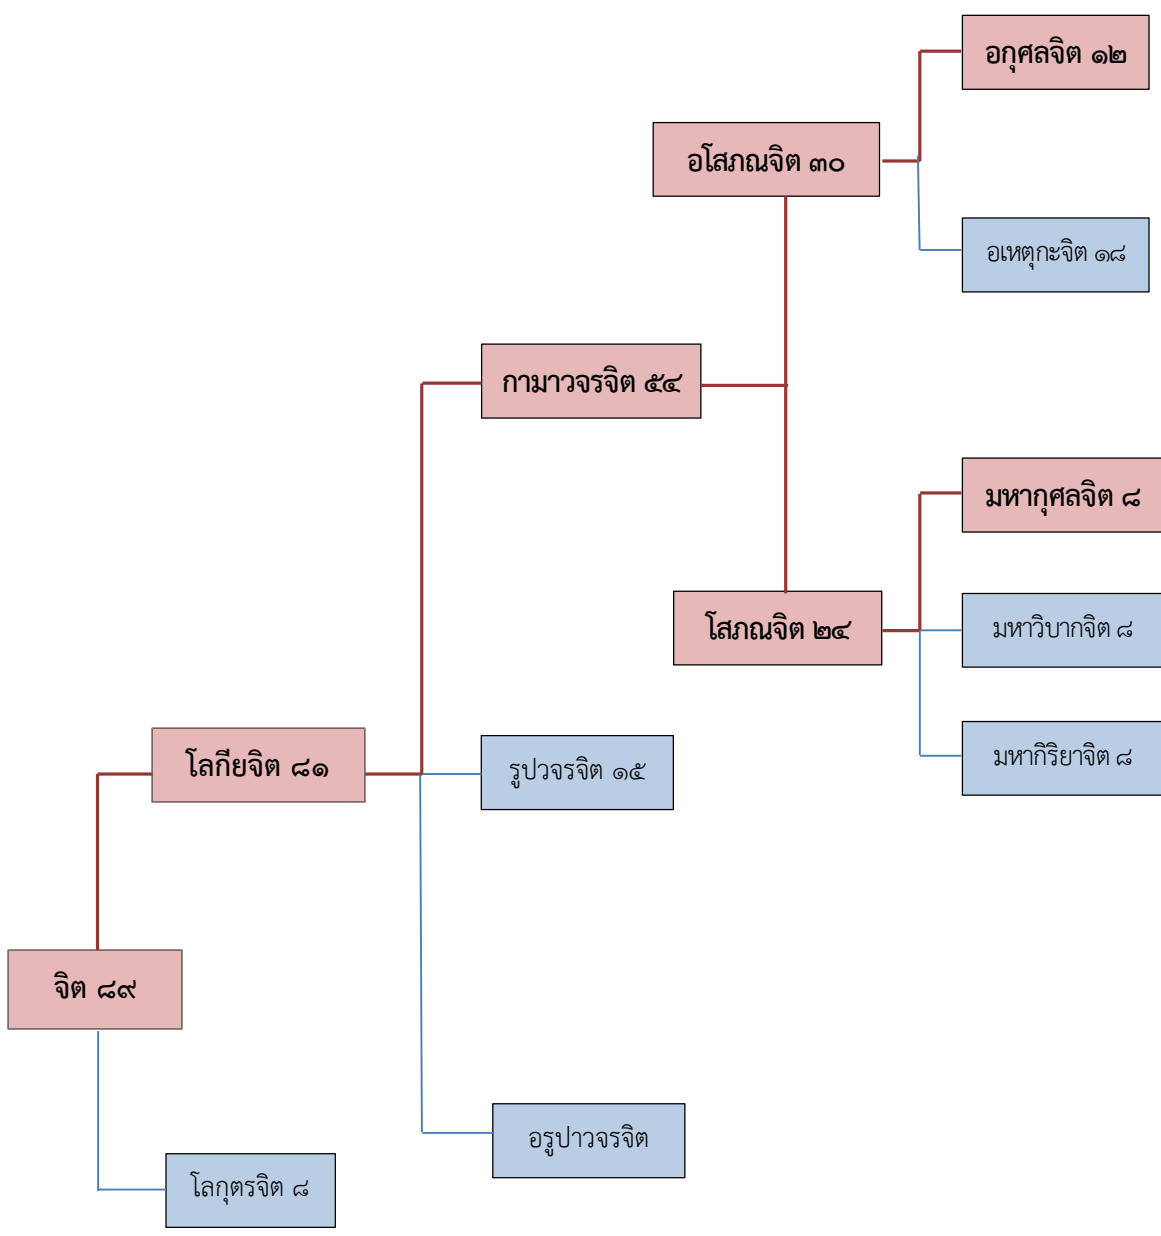 อกุศลจิต ๑๒
อโสภณจิต ๓๐
อเหตุกะจิต ๑๘
กามาวจรจิต ๕๔
มหากุศลจิต ๘
โสภณจิต ๒๔
มหาวิบากจิต ๘
มหากิริยาจิต ๘
โลกียจิต ๘๑
รูปวจรจิต ๑๕
จิต ๘๙
อรูปาวจรจิต
โลกุตรจิต ๘